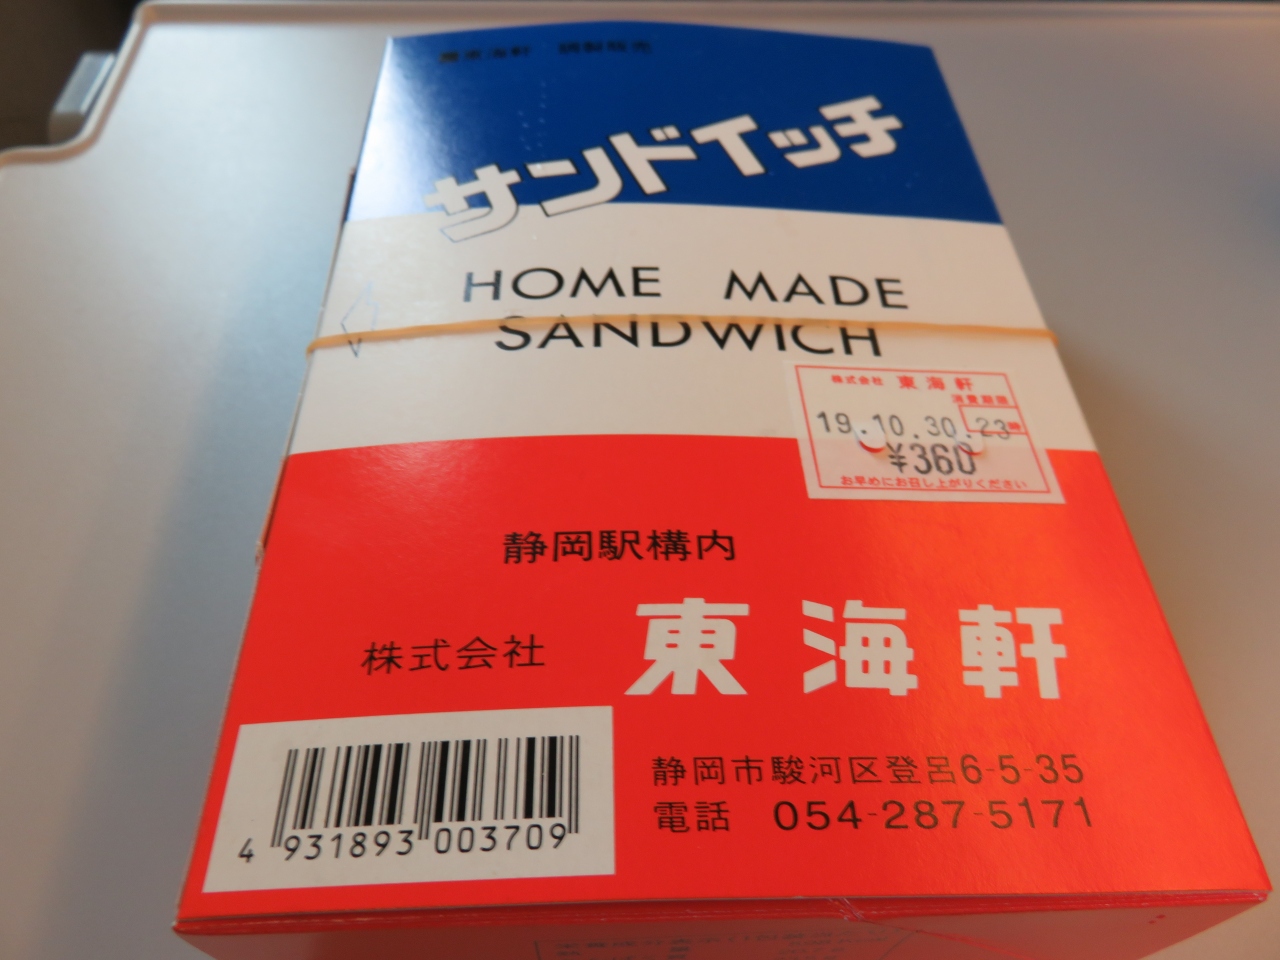 東海軒 調製販売
サンドイッチ
HOME MADE
SANDWICH
株式会社 東海軒
消費期限
19.10.30.23時
¥360
お早めにお召し上がりください
静岡駅構内
株式会社 東海軒
静岡市駿河区登呂6-5-35
電話 054-287-5171
4 931893 003709